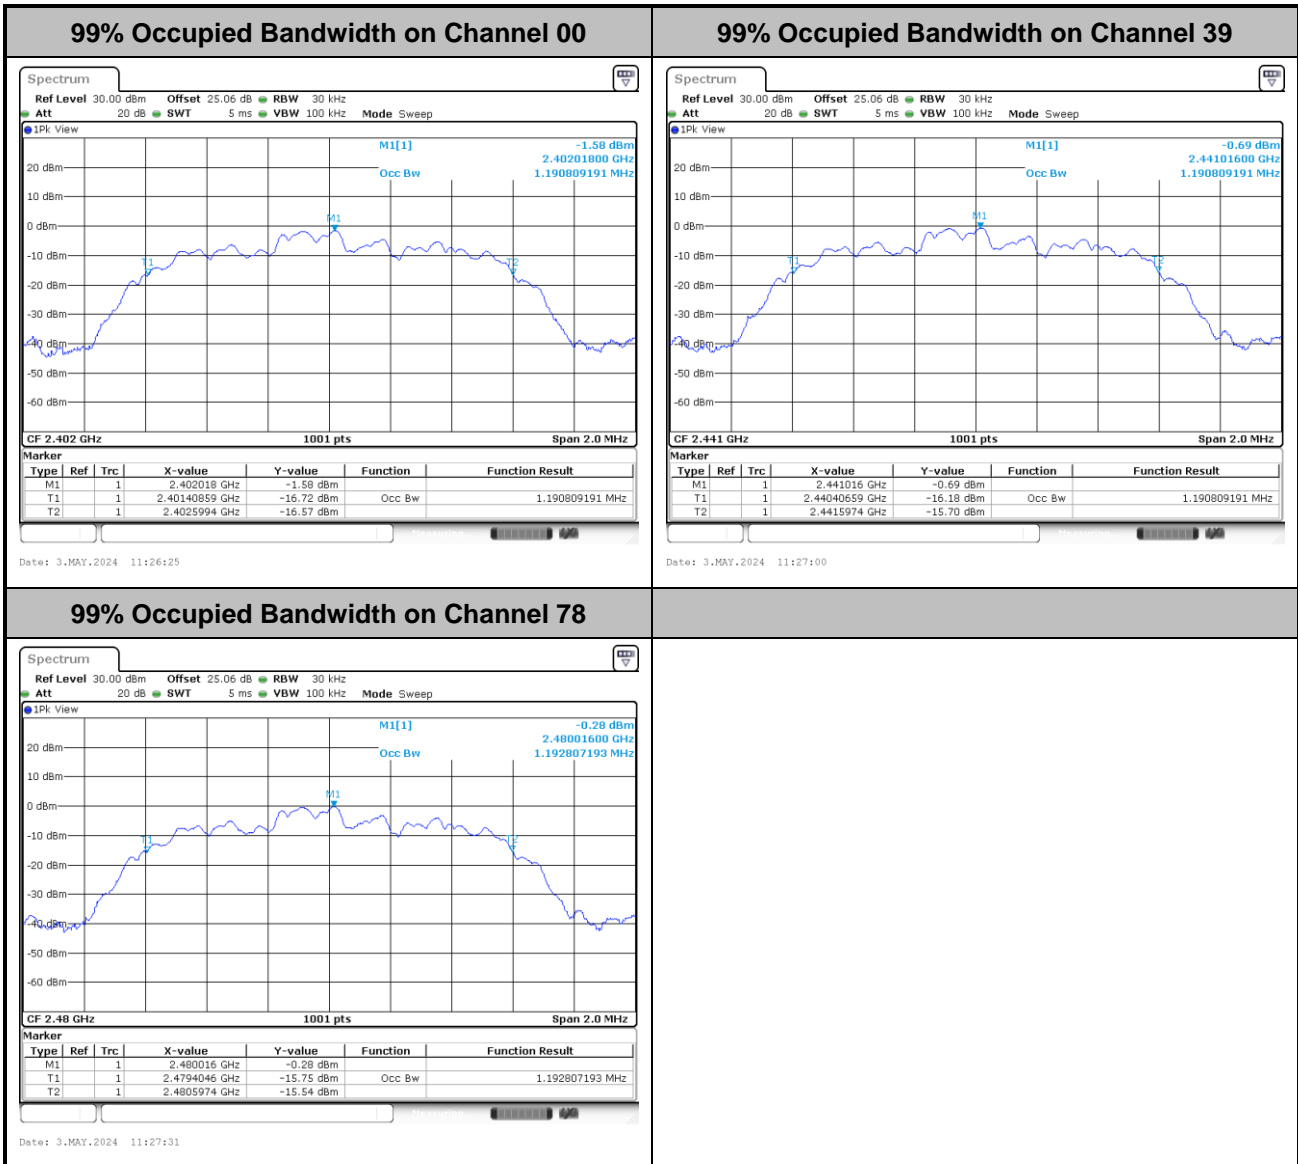 99% Occupied Bandwidth on Channel 00
Spectrum
Ref Level 30.00 dBm Offset 25.06 dB RBW 30 kHz
Att 20 dB SWT 5 ms VBW 100 kHz Mode Sweep
1Pk View
M1[1] -1.58 dBm
2.40201800 GHz
Occ Bw 1.190809191 MHz
20 dBm
10 dBm
M1
0 dBm
-10 dBm
T1 T2
-20 dBm
-30 dBm
-40 dBm
-50 dBm
-60 dBm
CF 2.402 GHz 1001 pts Span 2.0 MHz
Marker
Type Ref Trc X-value Y-value Function Function Result
M1 1 2.402018 GHz -1.58 dBm
T1 1 2.40140859 GHz -16.72 dBm Occ Bw 1.190809191 MHz
T2 1 2.4025994 GHz -16.57 dBm
Measuring...
Date: 3.MAY.2024 11:26:25
99% Occupied Bandwidth on Channel 39
Spectrum
Ref Level 30.00 dBm Offset 25.06 dB RBW 30 kHz
Att 20 dB SWT 5 ms VBW 100 kHz Mode Sweep
1Pk View
M1[1] -0.69 dBm
2.44101600 GHz
Occ Bw 1.190809191 MHz
20 dBm
10 dBm
M1
0 dBm
-10 dBm
T1 T2
-20 dBm
-30 dBm
-40 dBm
-50 dBm
-60 dBm
CF 2.441 GHz 1001 pts Span 2.0 MHz
Marker
Type Ref Trc X-value Y-value Function Function Result
M1 1 2.441016 GHz -0.69 dBm
T1 1 2.44040659 GHz -16.18 dBm Occ Bw 1.190809191 MHz
T2 1 2.4415974 GHz -15.70 dBm
Measuring...
Date: 3.MAY.2024 11:27:00
99% Occupied Bandwidth on Channel 78
Spectrum
Ref Level 30.00 dBm Offset 25.06 dB RBW 30 kHz
Att 20 dB SWT 5 ms VBW 100 kHz Mode Sweep
1Pk View
M1[1] -0.28 dBm
2.48001600 GHz
Occ Bw 1.192807193 MHz
20 dBm
10 dBm
M1
0 dBm
-10 dBm
T1 T2
-20 dBm
-30 dBm
-40 dBm
-50 dBm
-60 dBm
CF 2.48 GHz 1001 pts Span 2.0 MHz
Marker
Type Ref Trc X-value Y-value Function Function Result
M1 1 2.480016 GHz -0.28 dBm
T1 1 2.4794046 GHz -15.75 dBm Occ Bw 1.192807193 MHz
T2 1 2.4805974 GHz -15.54 dBm
Measuring...
Date: 3.MAY.2024 11:27:31